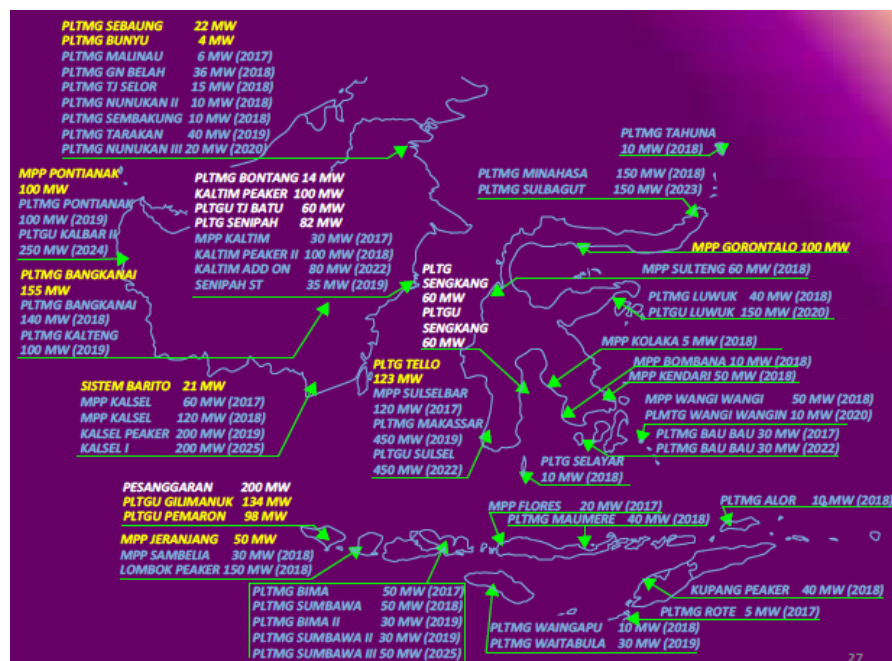 PLTMG SEBAUNG 22 MW
PLTMG BUNYU 4 MW
PLTMG MALINAU 6 MW (2017)
PLTMG GN BELAH 36 MW (2018)
PLTMG TJ SELOR 15 MW (2018)
PLTMG NUNUKAN II 10 MW (2018)
PLTMG SEMBAKUNG 10 MW (2018)
PLTMG TARAKAN 40 MW (2019)
PLTMG NUNUKAN III 20 MW (2020)
MPP PONTIANAK
100 MW
PLTMG PONTIANAK
100 MW (2019)
PLTGU KALBAR II
250 MW (2024)
PLTMG BANGKANAI
155 MW
PLTMG BANGKANAI
140 MW (2018)
PLTMG KALTENG
100 MW (2019)
PLTMG BONTANG 14 MW
KALTIM PEAKER 100 MW
PLTGU TJ BATU 60 MW
PLTG SENIPAH 82 MW
MPP KALTIM 30 MW (2017)
KALTIM PEAKER II 100 MW (2018)
KALTIM ADD ON 80 MW (2022)
SENIPAH ST 35 MW (2019)
PLTMG TAHUNA
10 MW (2018)
PLTMG MINAHASA 150 MW (2018)
PLTMG SULBAGUT 150 MW (2023)
MPP GORONTALO 100 MW
PLTG
SENGKANG
60 MW
PLTGU
SENGKANG
60 MW
MPP SULTENG 60 MW (2018)
PLTMG LUWUK 40 MW (2018)
PLTGU LUWUK 150 MW (2020)
MPP KOLAKA 5 MW (2018)
MPP BOMBANA 10 MW (2018)
MPP KENDARI 50 MW (2018)
MPP WANGI WANGI 50 MW (2018)
PLMTG WANGI WANGIN 10 MW (2020)
PLTMG BAU BAU 30 MW (2017)
PLTMG BAU BAU 30 MW (2022)
SISTEM BARITO 21 MW
MPP KALSEL 60 MW (2017)
MPP KALSEL 120 MW (2018)
KALSEL PEAKER 200 MW (2019)
KALSEL I 200 MW (2025)
PLTG TELLO
123 MW
MPP SULSELBAR
120 MW (2017)
PLTMG MAKASSAR
450 MW (2019)
PLTGU SULSEL
450 MW (2022)
PLTG SELAYAR
10 MW (2018)
PESANGGARAN 200 MW
PLTGU GILIMANUK 134 MW
PLTGU PEMARON 98 MW
MPP JERANJANG 50 MW
MPP SAMBELIA 30 MW (2018)
LOMBOK PEAKER 150 MW (2018)
MPP FLORES 20 MW (2017)
PLTMG MAUMERE 40 MW (2018)
PLTMG ALOR 10 MW (2018)
PLTMG BIMA 50 MW (2017)
PLTMG SUMBAWA 50 MW (2018)
PLTMG BIMA II 30 MW (2019)
PLTMG SUMBAWA II 30 MW (2019)
PLTMG SUMBAWA III 50 MW (2025)
KUPANG PEAKER 40 MW (2018)
PLTMG ROTE 5 MW (2017)
PLTMG WAINGAPU 10 MW (2018)
PLTMG WAITABULA 30 MW (2019)
27